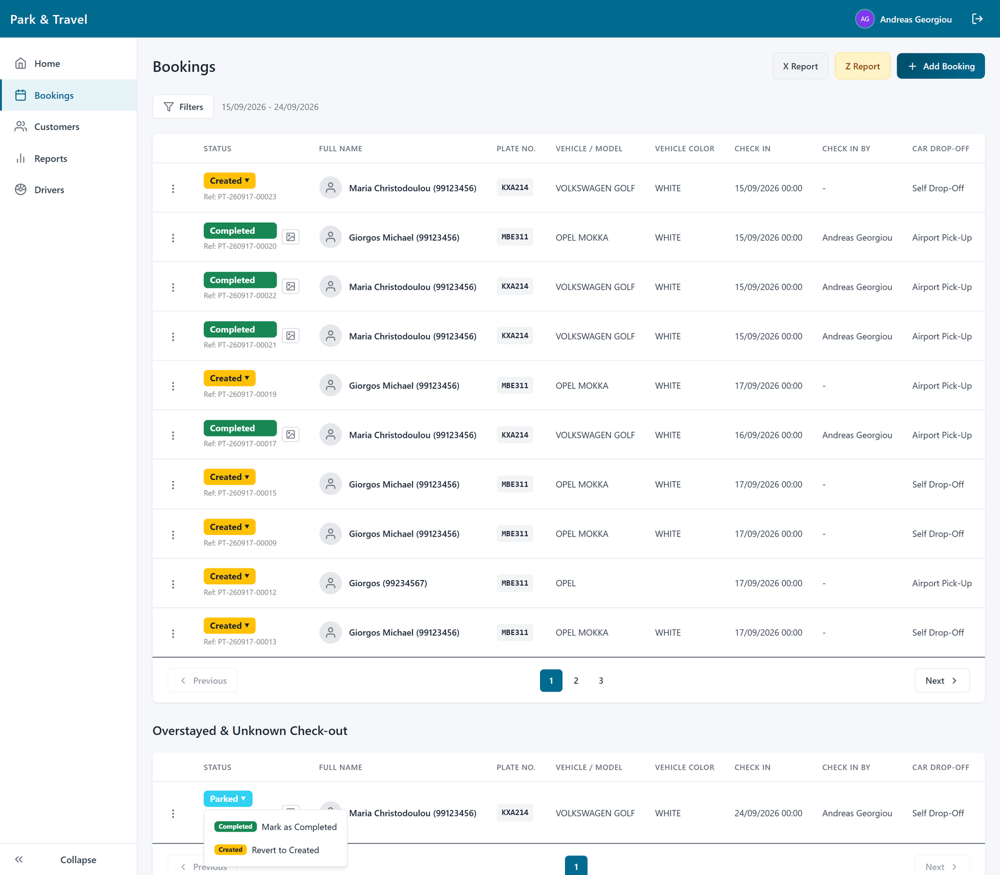 Park & Travel
AG Andreas Georgiou
Home
Bookings
Customers
Reports
Drivers
Collapse
Bookings
X Report Z Report Add Booking
Filters 15/09/2026 - 24/09/2026
STATUS FULL NAME PLATE NO. VEHICLE / MODEL VEHICLE COLOR CHECK IN CHECK IN BY CAR DROP-OFF
Created ▼
Ref: PT-260917-00023
Maria Christodoulou (99123456) KXA214 VOLKSWAGEN GOLF WHITE 15/09/2026 00:00 - Self Drop-Off
Completed
Ref: PT-260917-00020
Giorgos Michael (99123456) MBE311 OPEL MOKKA WHITE 15/09/2026 00:00 Andreas Georgiou Airport Pick-Up
Completed
Ref: PT-260917-00022
Maria Christodoulou (99123456) KXA214 VOLKSWAGEN GOLF WHITE 15/09/2026 00:00 Andreas Georgiou Airport Pick-Up
Completed
Ref: PT-260917-00021
Maria Christodoulou (99123456) KXA214 VOLKSWAGEN GOLF WHITE 15/09/2026 00:00 Andreas Georgiou Airport Pick-Up
Created ▼
Ref: PT-260917-00019
Giorgos Michael (99123456) MBE311 OPEL MOKKA WHITE 17/09/2026 00:00 - Airport Pick-Up
Completed
Ref: PT-260917-00017
Maria Christodoulou (99123456) KXA214 VOLKSWAGEN GOLF WHITE 16/09/2026 00:00 Andreas Georgiou Airport Pick-Up
Created ▼
Ref: PT-260917-00015
Giorgos Michael (99123456) MBE311 OPEL MOKKA WHITE 17/09/2026 00:00 - Self Drop-Off
Created ▼
Ref: PT-260917-00009
Giorgos Michael (99123456) MBE311 OPEL MOKKA WHITE 17/09/2026 00:00 - Self Drop-Off
Created ▼
Ref: PT-260917-00012
Giorgos (99234567) MBE311 OPEL 17/09/2026 00:00 - Airport Pick-Up
Created ▼
Ref: PT-260917-00013
Giorgos Michael (99123456) MBE311 OPEL MOKKA WHITE 17/09/2026 00:00 - Self Drop-Off
Previous 1 2 3 Next
Overstayed & Unknown Check-out
STATUS FULL NAME PLATE NO. VEHICLE / MODEL VEHICLE COLOR CHECK IN CHECK IN BY CAR DROP-OFF
Parked ▼
Maria Christodoulou (99123456) KXA214 VOLKSWAGEN GOLF WHITE 24/09/2026 00:00 Andreas Georgiou Self Drop-Off
Completed Mark as Completed
Created Revert to Created
Previous 1 Next